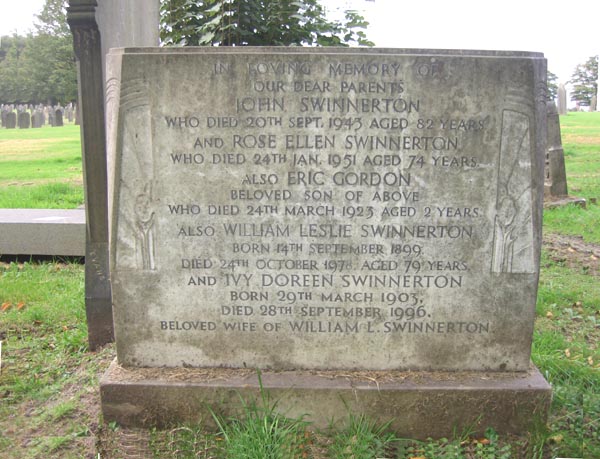 IN LOVING MEMORY OF
OUR DEAR PARENTS
JOHN SWINNERTON
WHO DIED 20TH SEPT. 1943 AGED 82 YEARS
AND ROSE ELLEN SWINNERTON
WHO DIED 24TH JAN. 1951 AGED 74 YEARS.
ALSO ERIC GORDON
BELOVED SON OF ABOVE
WHO DIED 24TH MARCH 1923 AGED 2 YEARS.
ALSO WILLIAM LESLIE SWINNERTON
BORN 14TH SEPTEMBER 1899.
DIED 24TH OCTOBER 1978. AGED 79 YEARS.
AND IVY DOREEN SWINNERTON
BORN 29TH MARCH 1903.
DIED 28TH SEPTEMBER 1996.
BELOVED WIFE OF WILLIAM L. SWINNERTON